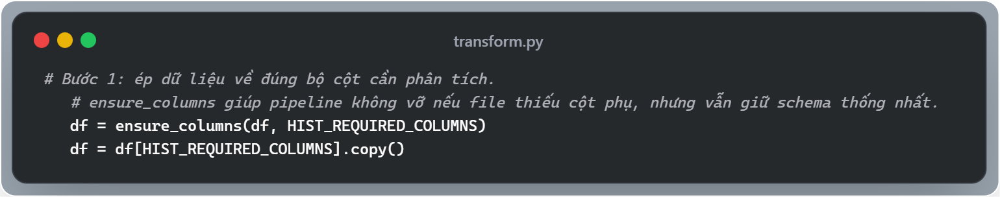 transform.py
# Bước 1: ép dữ liệu về đúng bộ cột cần phân tích.
# ensure_columns giúp pipeline không vỡ nếu file thiếu cột phụ, nhưng vẫn giữ schema thống nhất.
df = ensure_columns(df, HIST_REQUIRED_COLUMNS)
df = df[HIST_REQUIRED_COLUMNS].copy()